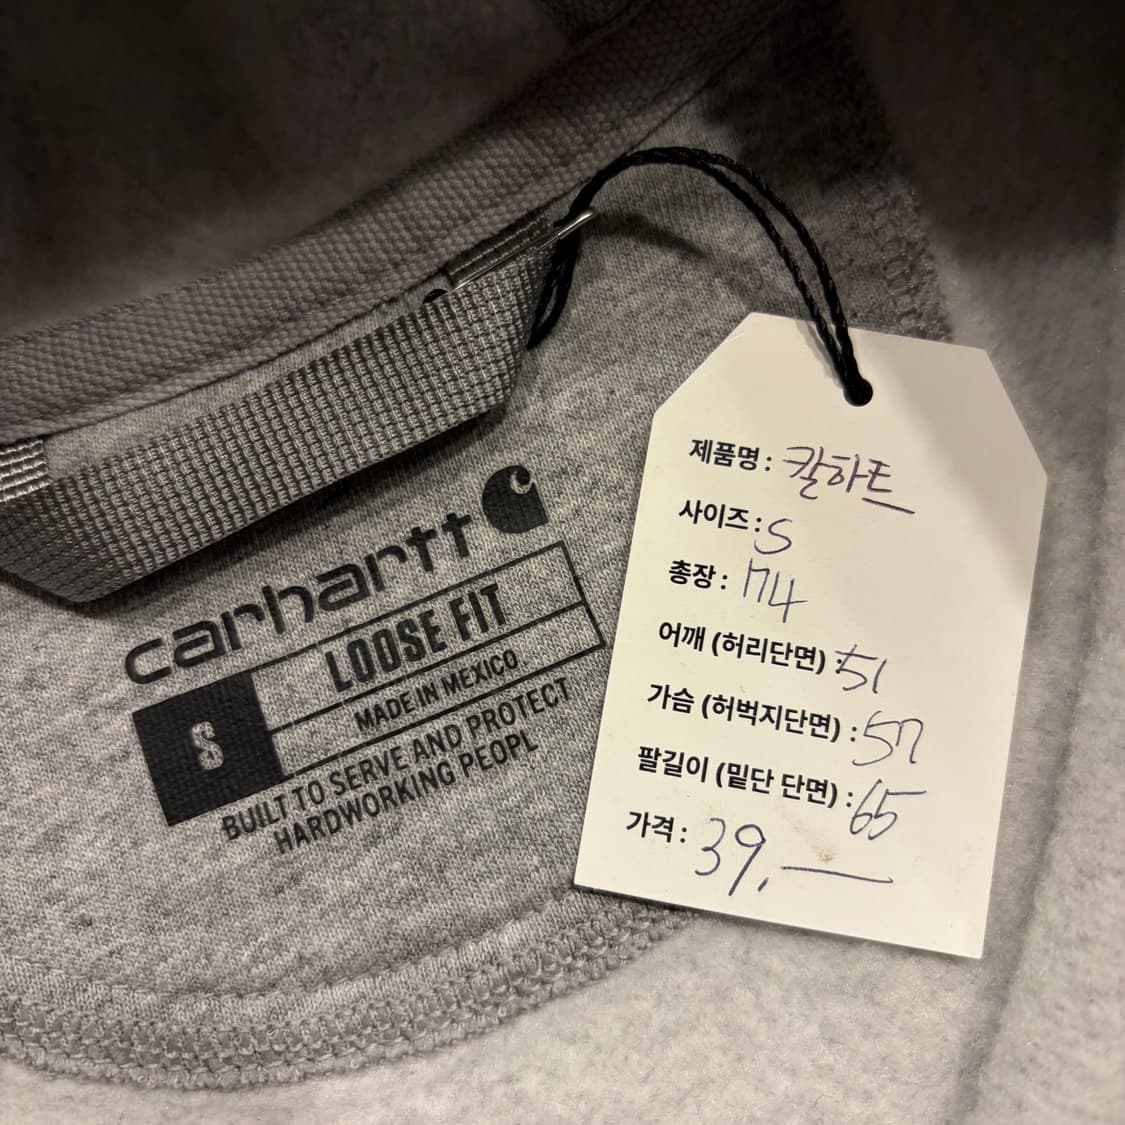 carhartt
LOOSE FIT
S
MADE IN MEXICO
BUILT TO SERVE AND PROTECT
HARDWORKING PEOPL
제품명 : 칼하트
사이즈 : S
총장 : 74
어깨 (허리단면) : 51
가슴 (허벅지단면) : 57
팔길이 (밑단 단면) : 65
가격 : 39,—